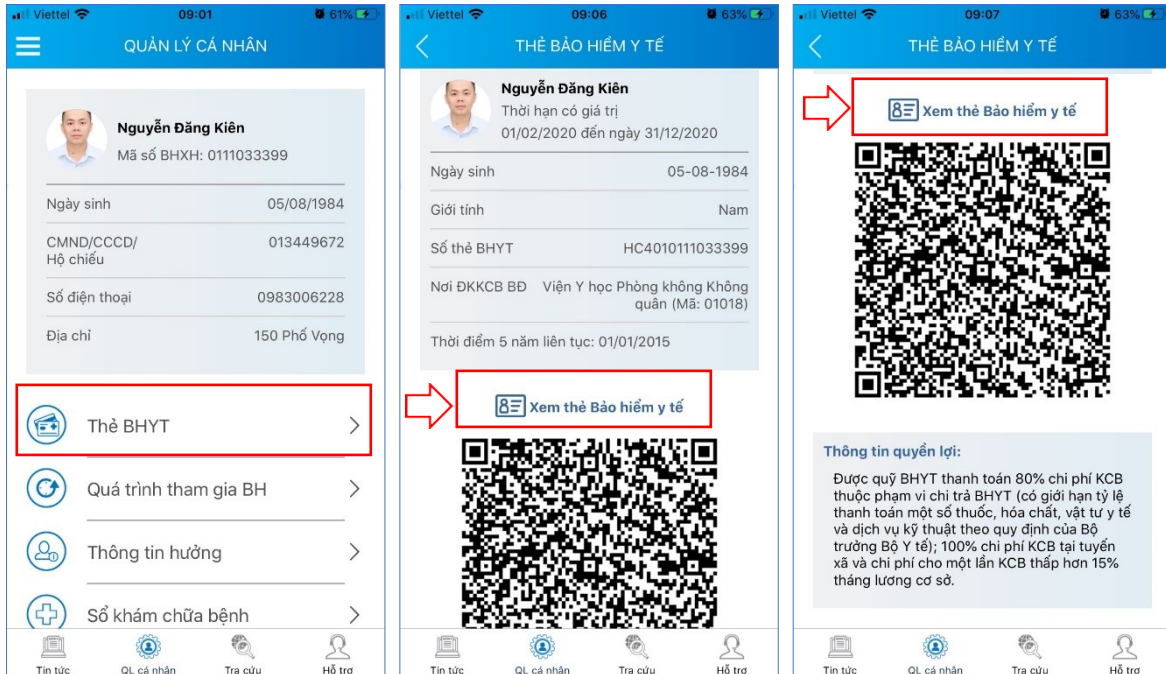 Viettel 09:01 61%
QUẢN LÝ CÁ NHÂN
Nguyễn Đăng Kiên
Mã số BHXH: 0111033399
Ngày sinh 05/08/1984
CMND/CCCD/ 013449672
Hộ chiếu
Số điện thoại 0983006228
Địa chỉ 150 Phố Vọng
Thẻ BHYT
Quá trình tham gia BH
Thông tin hưởng
Sổ khám chữa bệnh
Tin tức QL cá nhân Tra cứu Hỗ trợ
Viettel 09:06 63%
THẺ BẢO HIỂM Y TẾ
Nguyễn Đăng Kiên
Thời hạn có giá trị
01/02/2020 đến ngày 31/12/2020
Ngày sinh 05-08-1984
Giới tính Nam
Số thẻ BHYT HC4010111033399
Nơi ĐKKCB BĐ Viện Y học Phòng không Không
quân (Mã: 01018)
Thời điểm 5 năm liên tục: 01/01/2015
Xem thẻ Bảo hiểm y tế
Tin tức QL cá nhân Tra cứu Hỗ trợ
Viettel 09:07 63%
THẺ BẢO HIỂM Y TẾ
Xem thẻ Bảo hiểm y tế
Thông tin quyền lợi:
Được quỹ BHYT thanh toán 80% chi phí KCB
thuộc phạm vi chi trả BHYT (có giới hạn tỷ lệ
thanh toán một số thuốc, hóa chất, vật tư y tế
và dịch vụ kỹ thuật theo quy định của Bộ
trưởng Bộ Y tế); 100% chi phí KCB tại tuyến
xã và chi phí cho một lần KCB thấp hơn 15%
tháng lương cơ sở.
Tin tức QL cá nhân Tra cứu Hỗ trợ